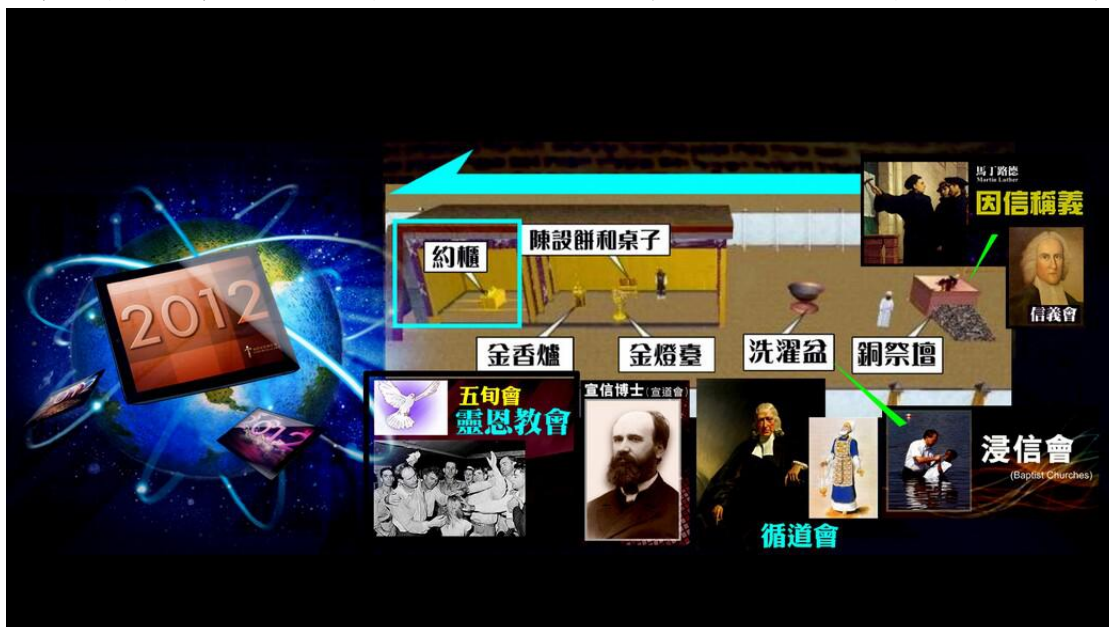 馬丁路德
Martin Luther
因信稱義
信義會
約櫃
陳設餅和桌子
金香爐
金燈臺
洗濯盆
銅祭壇
2012
五旬會
靈恩教會
宣信博士(宣道會)
循道會
浸信會
(Baptist Churches)